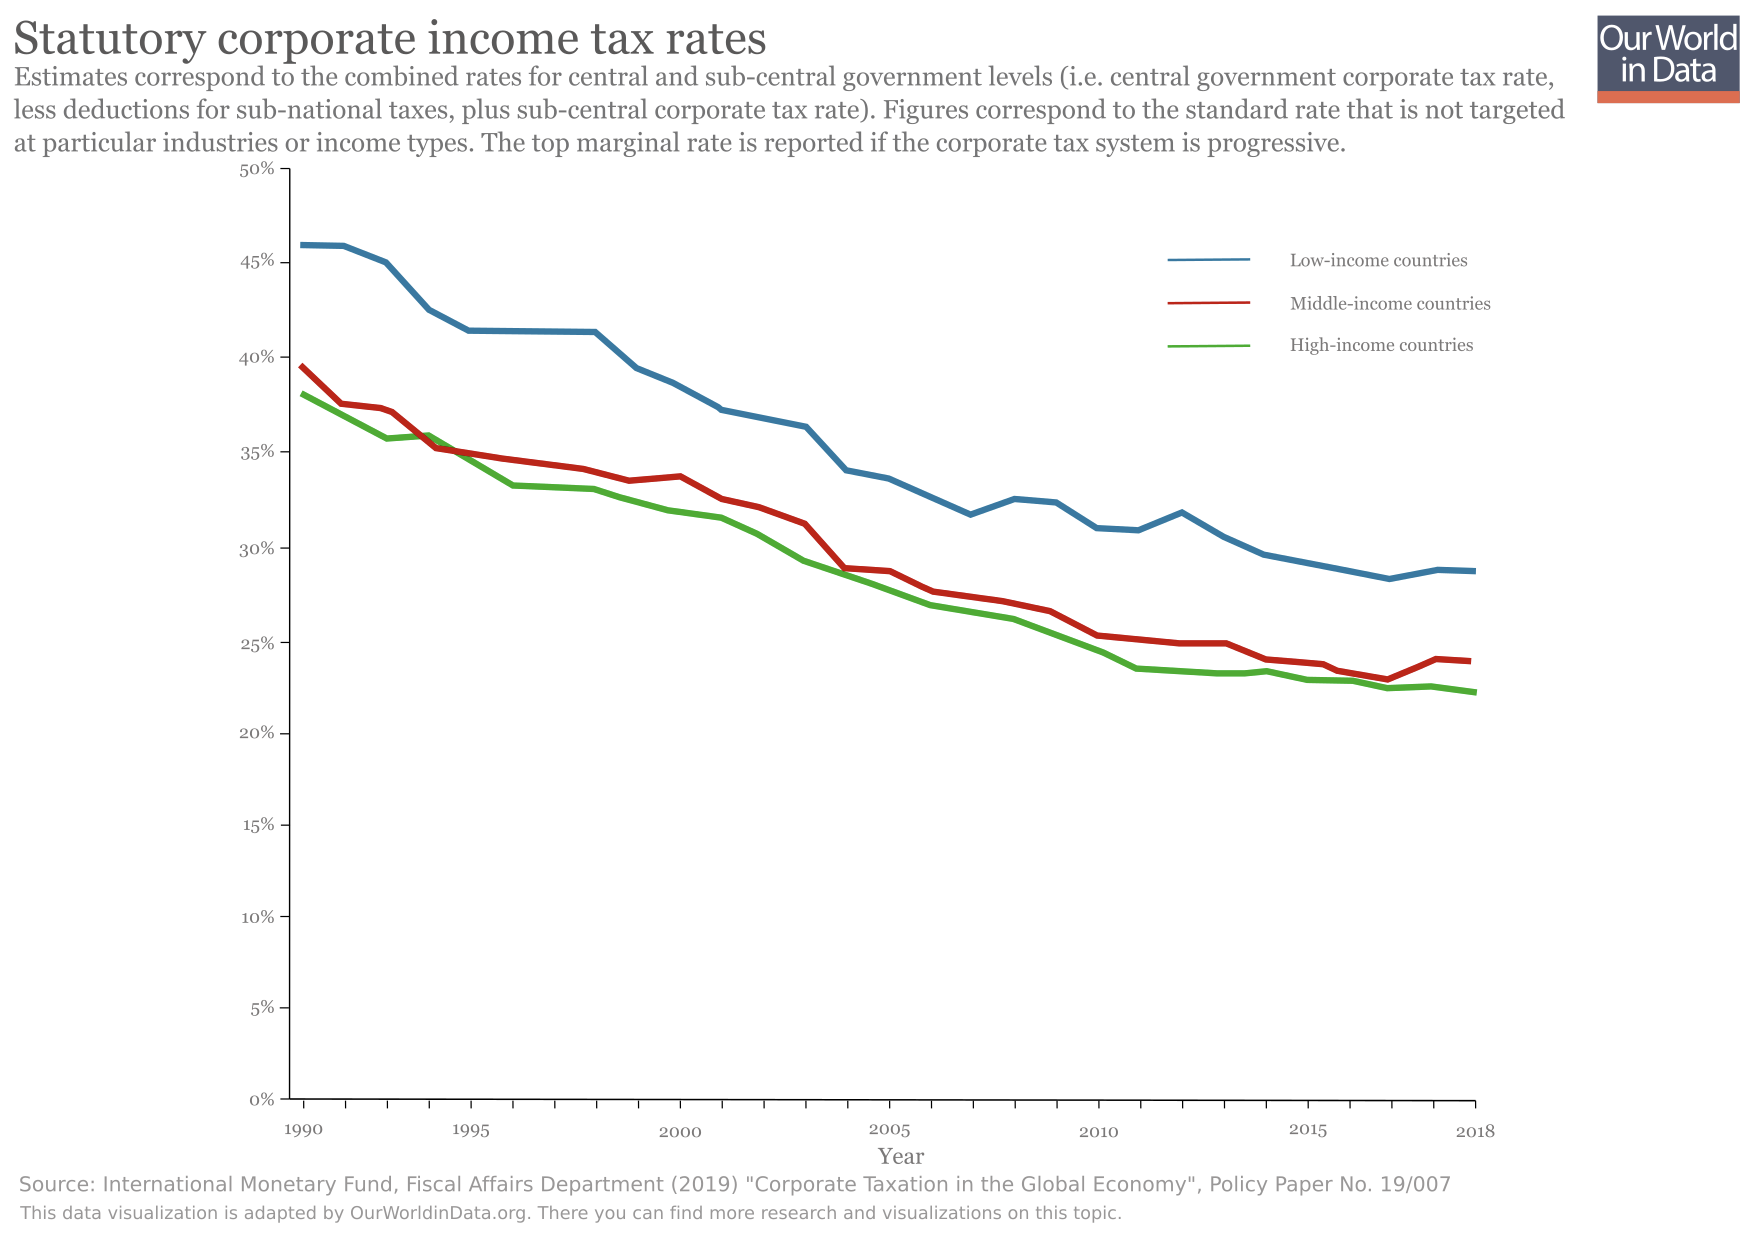 Statutory corporate income tax rates
Our World
in Data
Estimates correspond to the combined rates for central and sub-central government levels (i.e. central government corporate tax rate,
less deductions for sub-national taxes, plus sub-central corporate tax rate). Figures correspond to the standard rate that is not targeted
at particular industries or income types. The top marginal rate is reported if the corporate tax system is progressive.
50%
45%
40%
35%
30%
25%
20%
15%
10%
5%
0%
Low-income countries
Middle-income countries
High-income countries
1990 1995 2000 2005 2010 2015 2018
Year
Source: International Monetary Fund, Fiscal Affairs Department (2019) "Corporate Taxation in the Global Economy", Policy Paper No. 19/007
This data visualization is adapted by OurWorldinData.org. There you can find more research and visualizations on this topic.